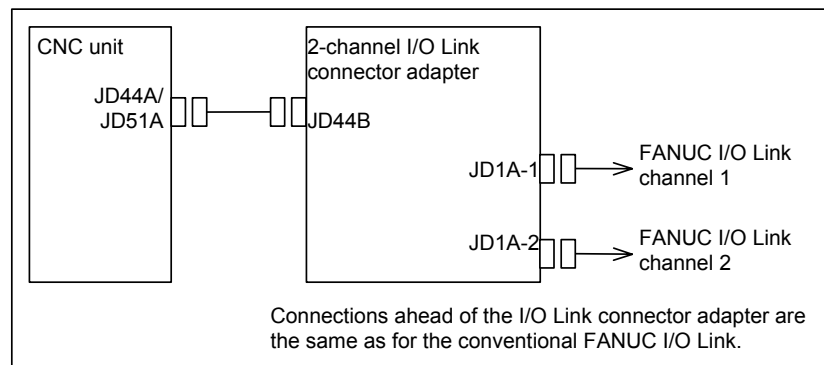 CNC unit
2-channel I/O Link
connector adapter
JD44A/
JD51A
JD44B
JD1A-1
FANUC I/O Link
channel 1
JD1A-2
FANUC I/O Link
channel 2
Connections ahead of the I/O Link connector adapter are
the same as for the conventional FANUC I/O Link.